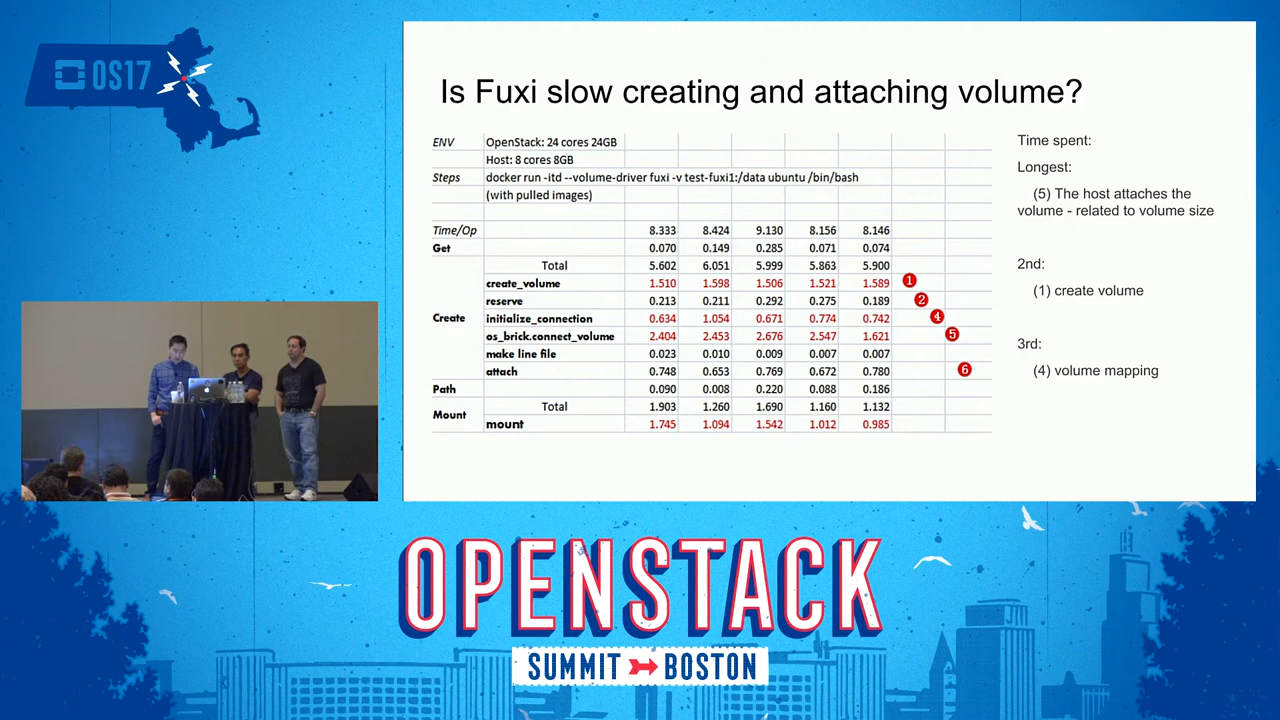 OS17
Is Fuxi slow creating and attaching volume?
ENV OpenStack: 24 cores 24GB
Host: 8 cores 8GB
Steps docker run -itd --volume-driver fuxi -v test-fuxi1:/data ubuntu /bin/bash
(with pulled images)
Time/Op 8.333 8.424 9.130 8.156 8.146
Get 0.070 0.149 0.285 0.071 0.074
Total 5.602 6.051 5.999 5.863 5.900
create_volume 1.510 1.598 1.506 1.521 1.589 1
reserve 0.213 0.211 0.292 0.275 0.189 2
Create initialize_connection 0.634 1.054 0.671 0.774 0.742 4
os_brick.connect_volume 2.404 2.453 2.676 2.547 1.621 5
make line file 0.023 0.010 0.009 0.007 0.007
attach 0.748 0.653 0.769 0.672 0.780 6
Path 0.090 0.008 0.220 0.088 0.186
Mount Total 1.903 1.260 1.690 1.160 1.132
mount 1.745 1.094 1.542 1.012 0.985
Time spent:
Longest:
(5) The host attaches the
volume - related to volume size
2nd:
(1) create volume
3rd:
(4) volume mapping
OPENSTACK
SUMMIT BOSTON